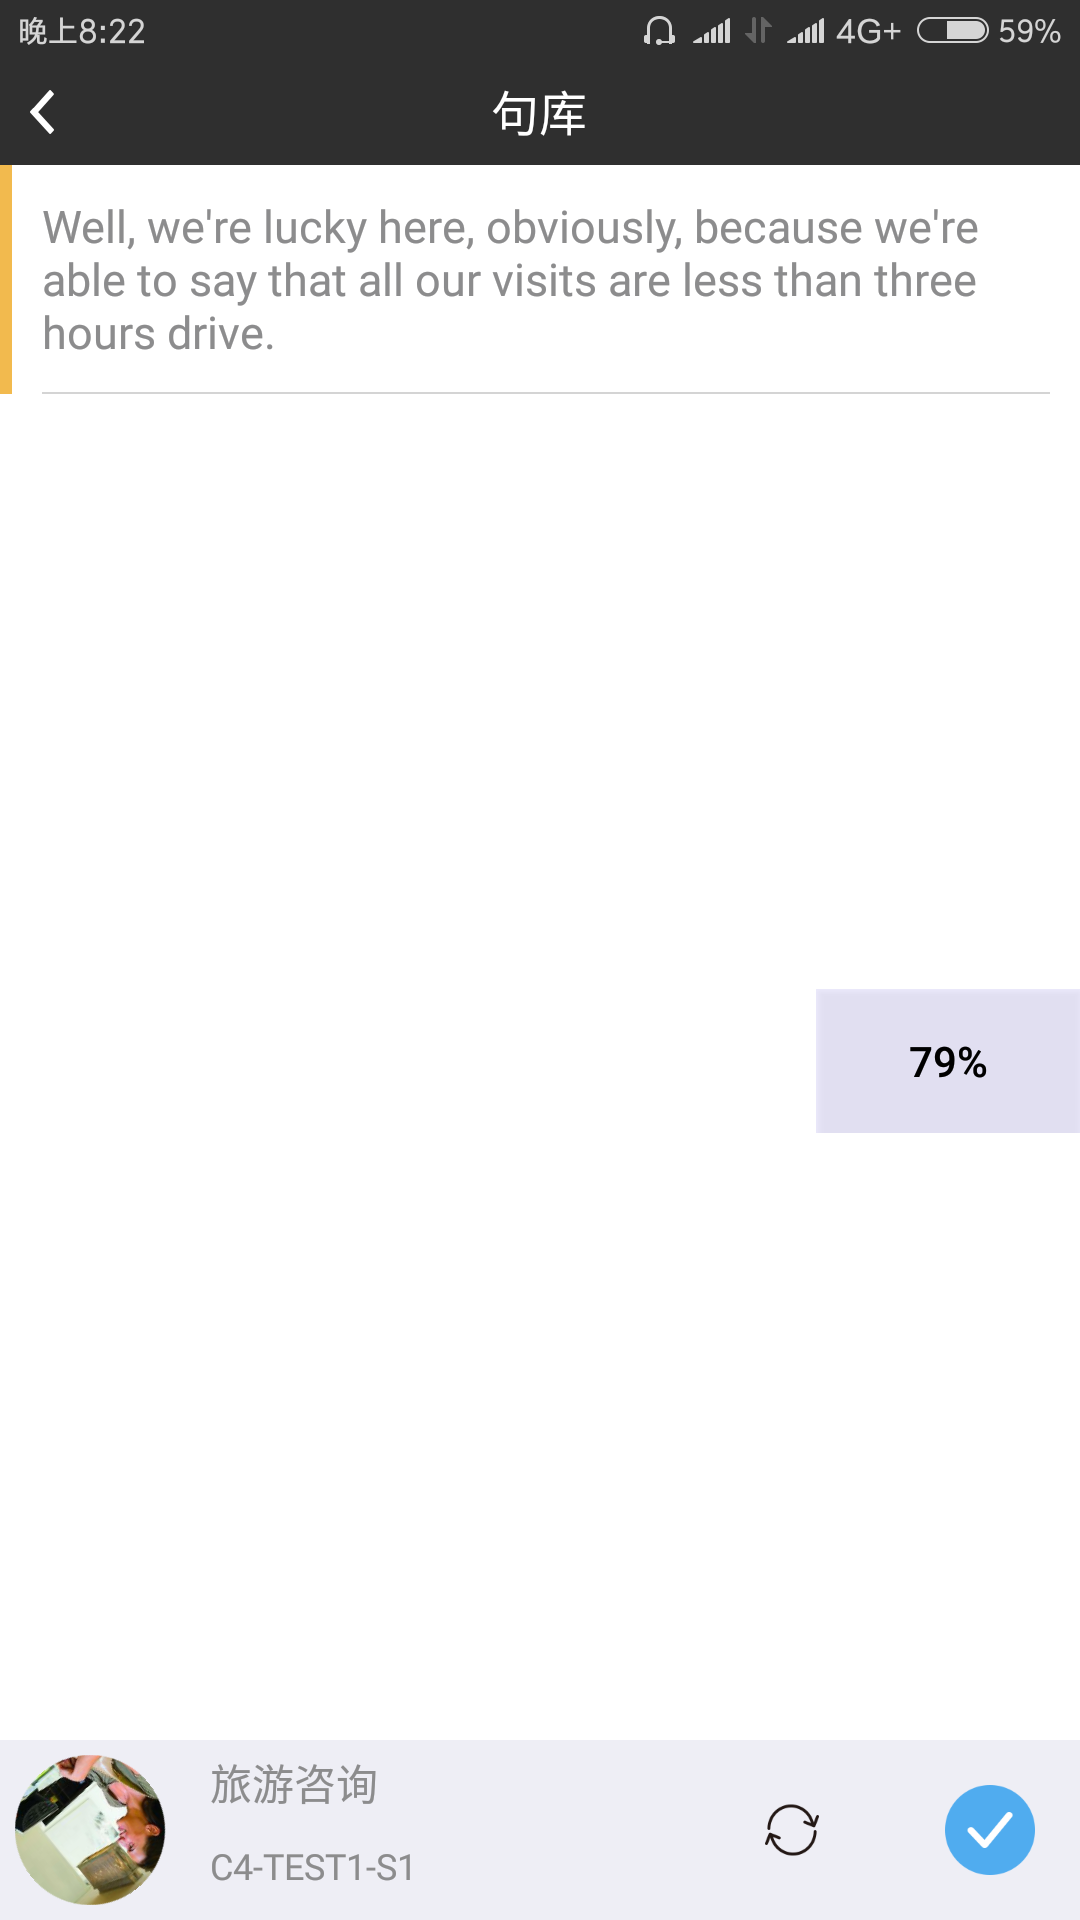 晚上8:22 4G+ 59%
句库
Well, we're lucky here, obviously, because we're
able to say that all our visits are less than three
hours drive.
79%
旅游咨询
C4-TEST1-S1